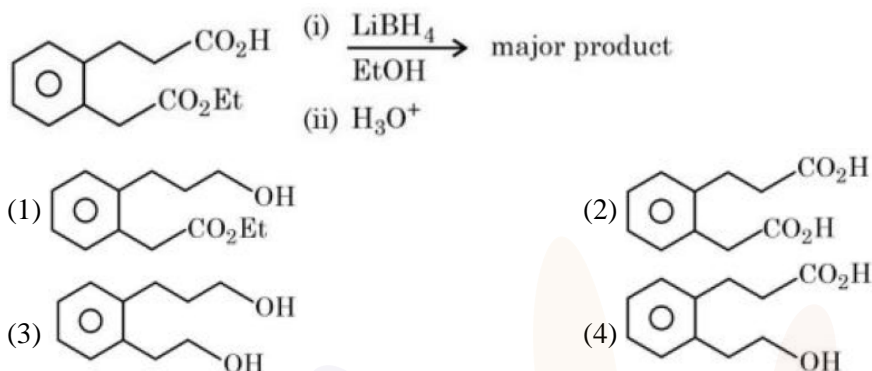 CO₂H
CO₂Et
(i) LiBH₄
EtOH
(ii) H₃O⁺
major product
(1)
OH
CO₂Et
(2)
CO₂H
CO₂H
(3)
OH
OH
(4)
CO₂H
OH